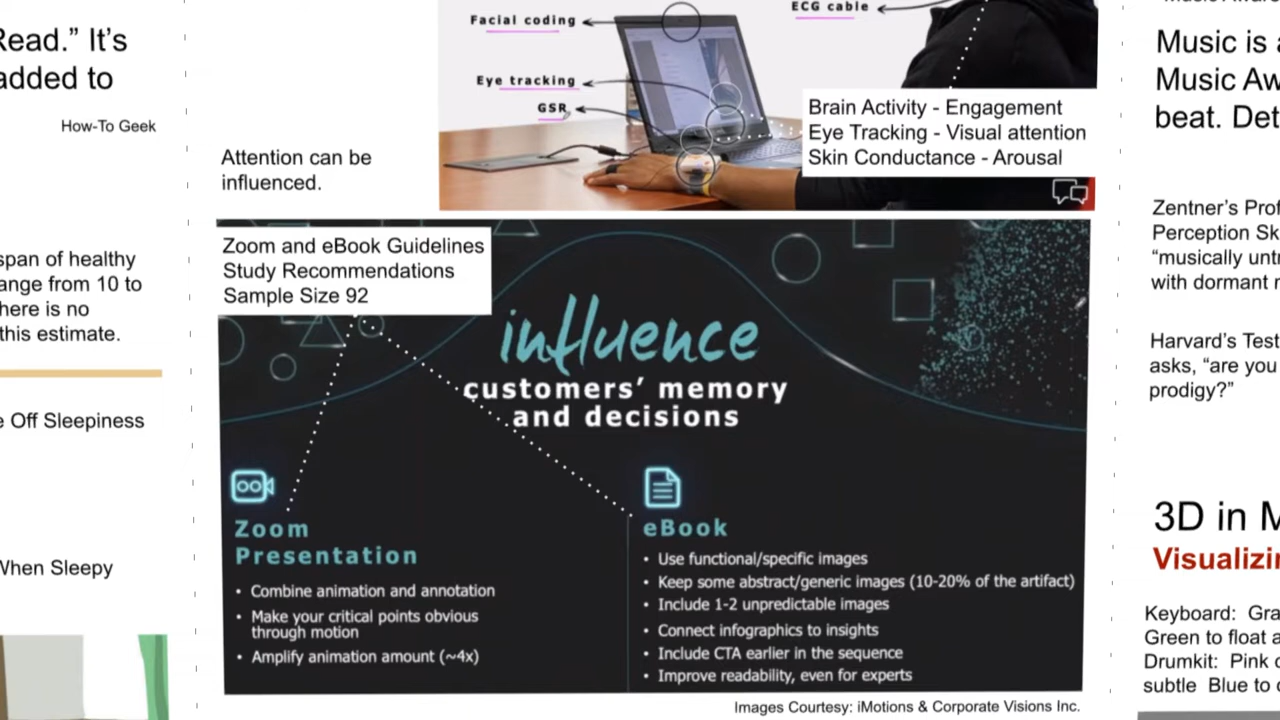 Read.” It’s
added to
How-To Geek
span of healthy
ange from 10 to
here is no
this estimate.
e Off Sleepiness
When Sleepy
Facial coding
ECG cable
Eye tracking
GSR
Brain Activity - Engagement
Eye Tracking - Visual attention
Skin Conductance - Arousal
Attention can be
influenced.
Zoom and eBook Guidelines
Study Recommendations
Sample Size 92
influence
customers’ memory
and decisions
Zoom
Presentation
• Combine animation and annotation
• Make your critical points obvious
through motion
• Amplify animation amount (~4x)
eBook
• Use functional/specific images
• Keep some abstract/generic images (10-20% of the artifact)
• Include 1-2 unpredictable images
• Connect infographics to insights
• Include CTA earlier in the sequence
• Improve readability, even for experts
Images Courtesy: iMotions & Corporate Visions Inc.
Music is a
Music Aw
beat. Det
Zentner’s Prof
Perception Sk
“musically untr
with dormant
Harvard’s Test
asks, “are you
prodigy?”
3D in M
Visualizin
Keyboard: Gra
Green to float a
Drumkit: Pink
subtle Blue to